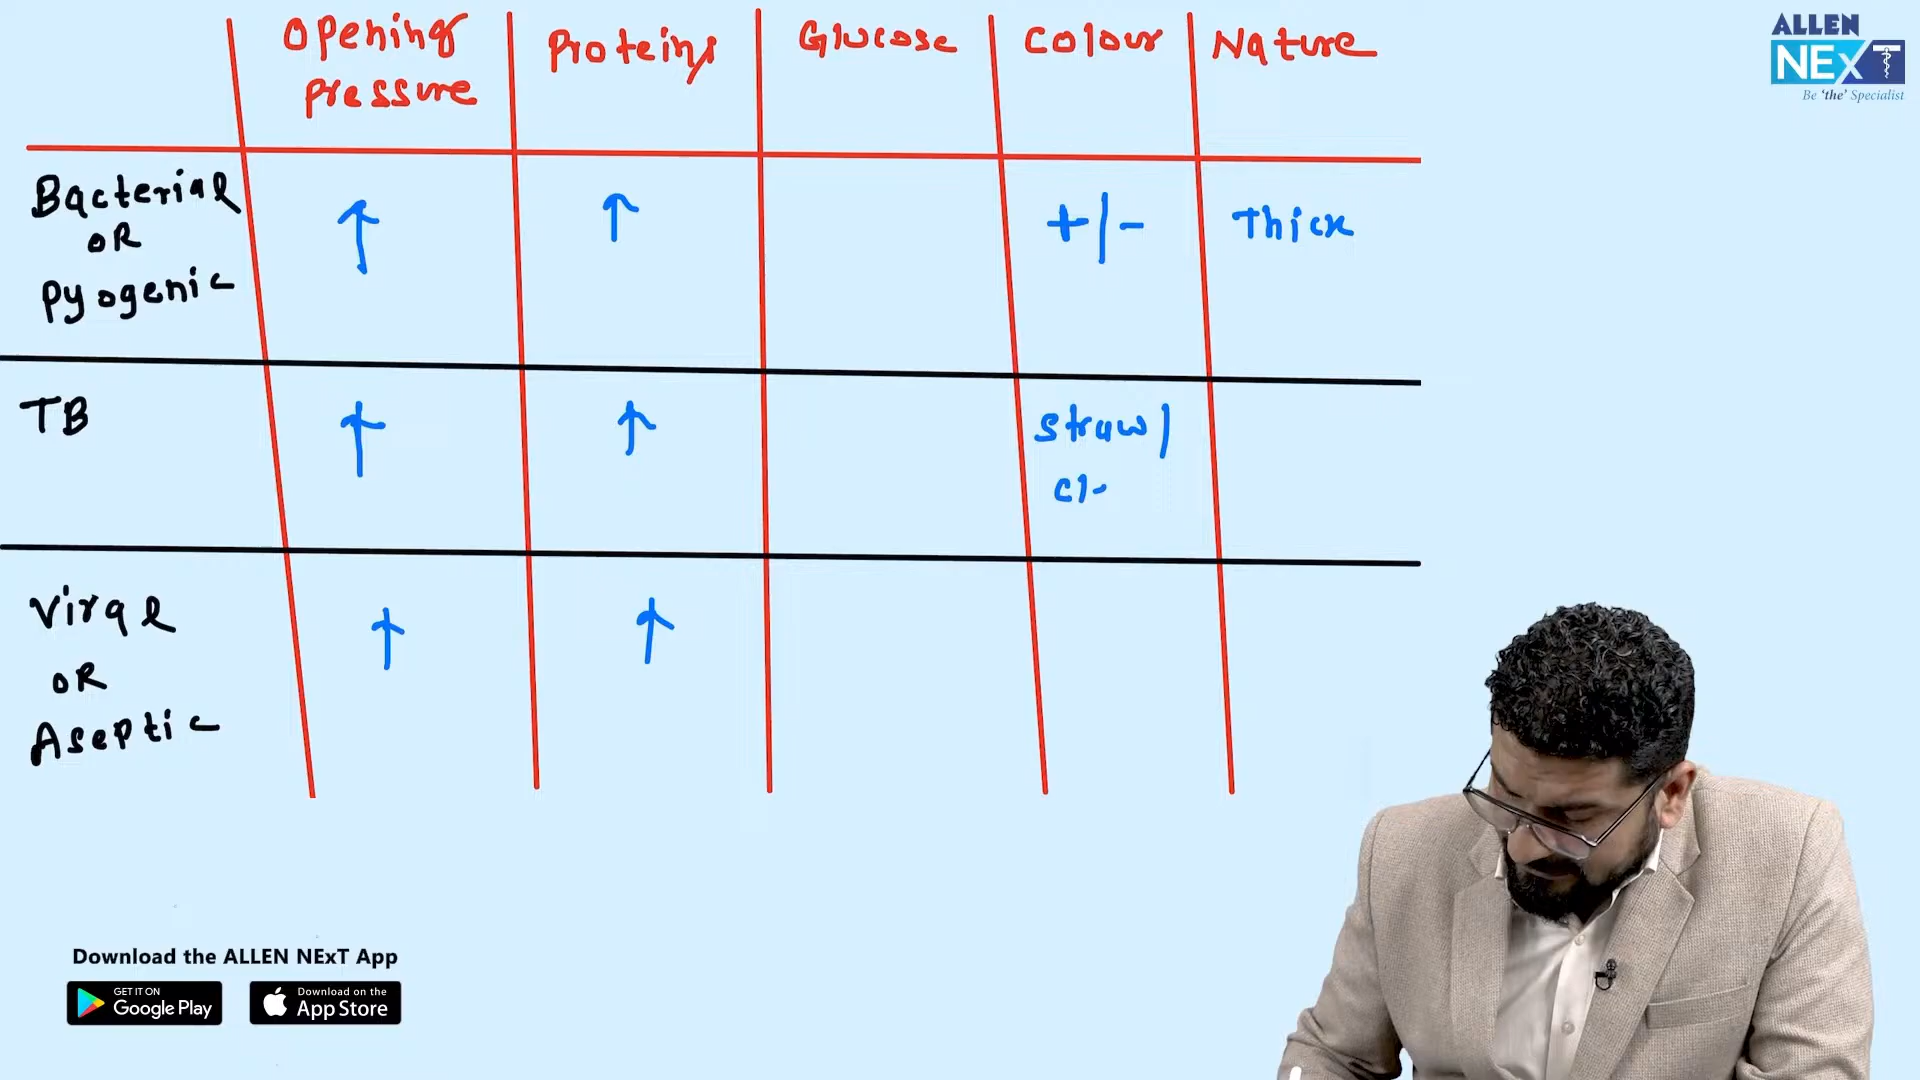 Opening Pressure Proteins Glucose Colour Nature
Bacterial OR Pyogenic ↑ ↑ +/- Thick
TB ↑ ↑ Straw/
Viral OR Aseptic ↑ ↑
ALLEN
NExT
Be 'the' Specialist
Download the ALLEN NExT App
GET IT ON
Google Play
Download on the
App Store